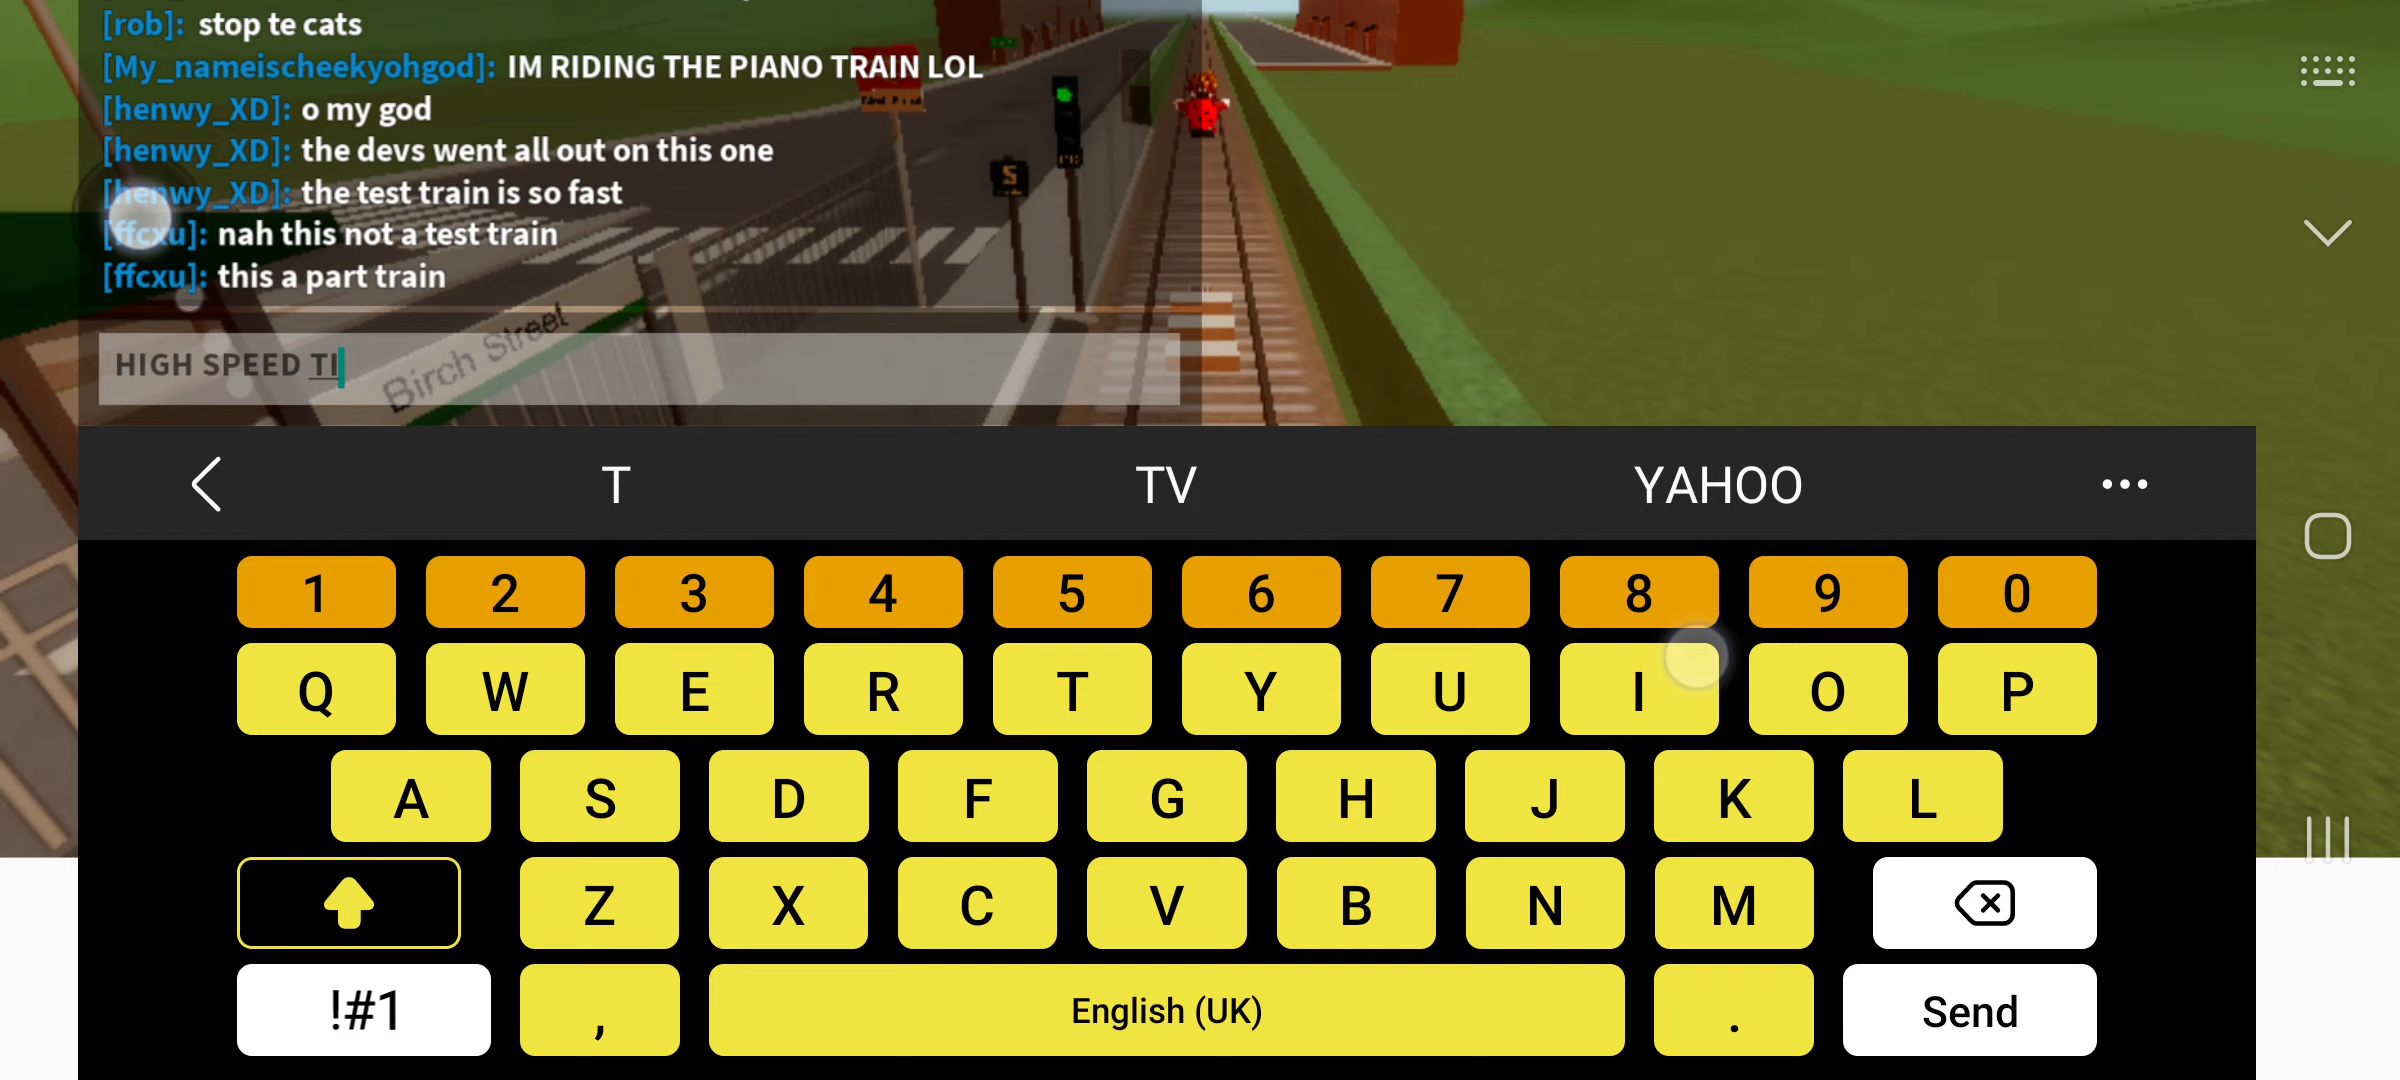 [rob]: stop te cats
[My_nameischeekyohgod]: IM RIDING THE PIANO TRAIN LOL
[henwy_XD]: o my god
[henwy_XD]: the devs went all out on this one
[henwy_XD]: the test train is so fast
[ffcxu]: nah this not a test train
[ffcxu]: this a part train
S
Birch Street
HIGH SPEED TI
T TV YAHOO
1 2 3 4 5 6 7 8 9 0
Q W E R T Y U I O P
A S D F G H J K L
Z X C V B N M
!#1 , English (UK) . Send